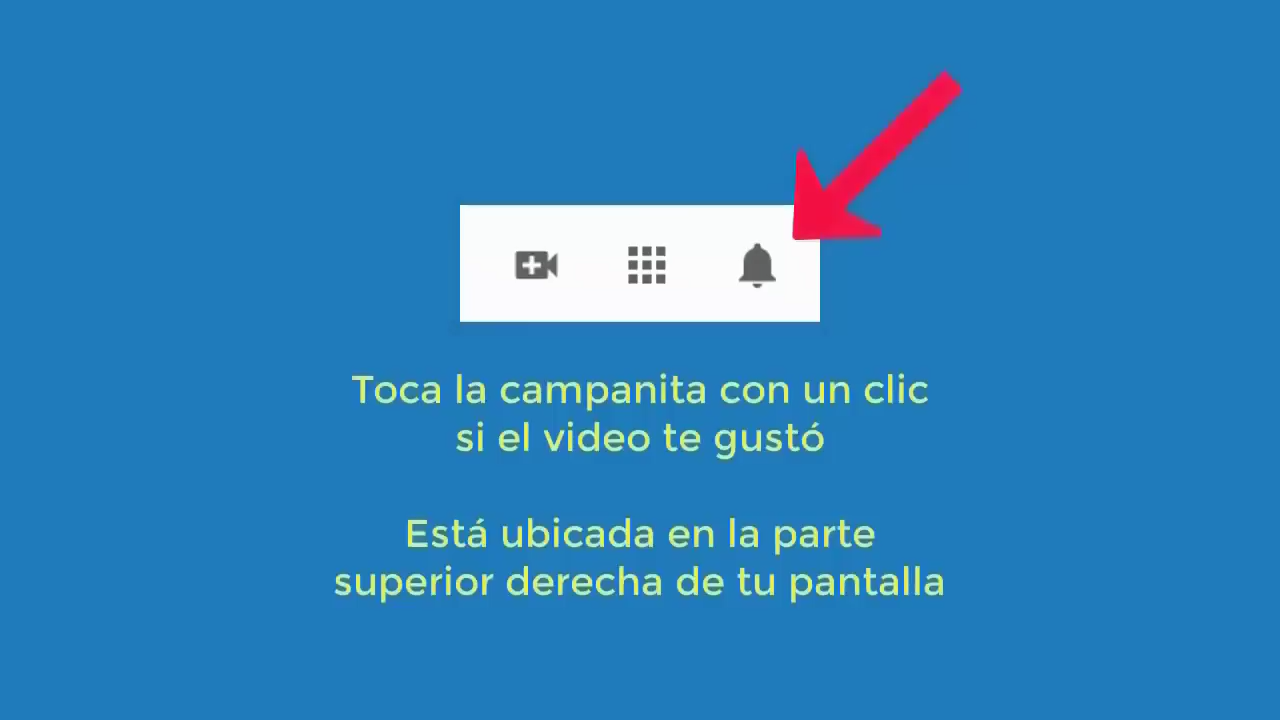 Toca la campanita con un clic
si el video te gustó
Está ubicada en la parte
superior derecha de tu pantalla